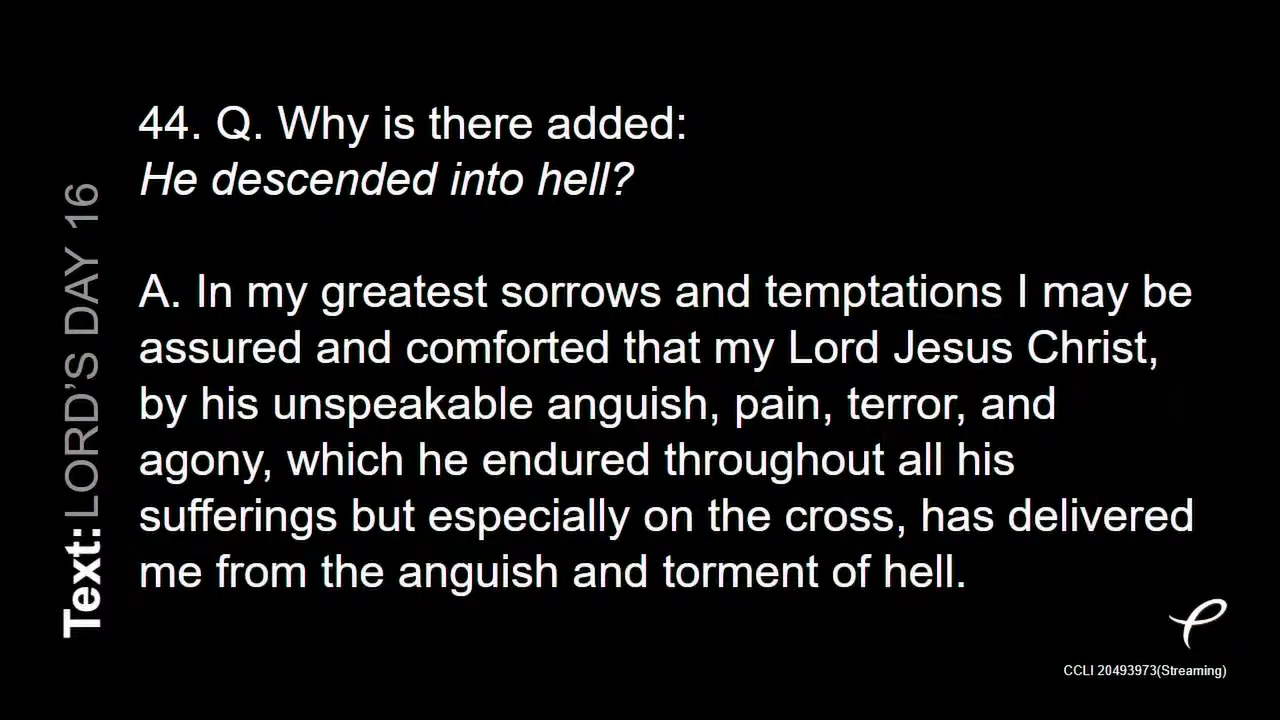 Text: LORD’S DAY 16
44. Q. Why is there added:
He descended into hell?
A. In my greatest sorrows and temptations I may be
assured and comforted that my Lord Jesus Christ,
by his unspeakable anguish, pain, terror, and
agony, which he endured throughout all his
sufferings but especially on the cross, has delivered
me from the anguish and torment of hell.
CCLI 20493973(Streaming)